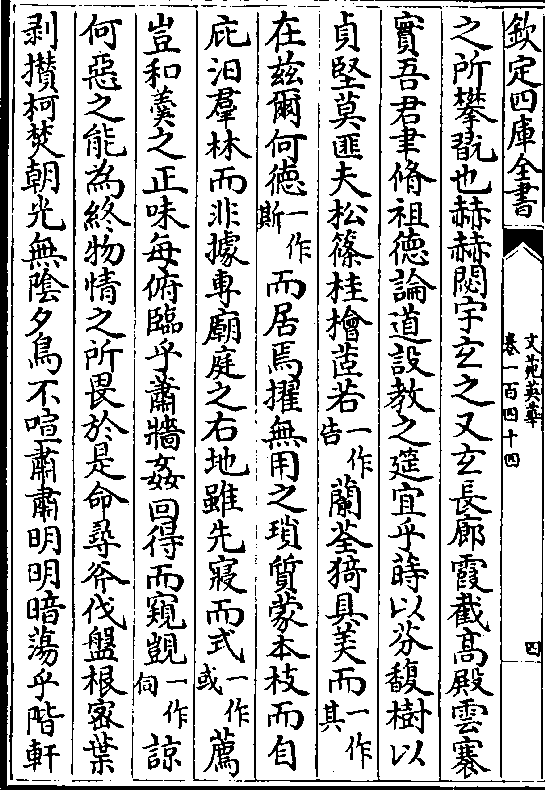 欽定四庫全書
文苑英華
卷一百四十四
四
之所攀翫也赫赫閟宇玄之又玄長廊霞截高殿雲褰
實吾君聿脩祖德論道設教之筵宜乎蒔以芬馥樹以
貞堅莫匪夫松篠桂檜茝若一作告蘭荃猗具美而一作其
在兹爾何德一作斯而居焉擢無用之瑣質蒙本枝而自
庇汨羣林而非據專廟庭之右地雖先寢而式一作或薦
豈和羹之正味每俯臨乎蕭牆姦回得而窺覬一作伺諒
何惡之能為終物情之所畏於是命尋斧伐盤根密葉
剥攢柯焚朝光無陰夕鳥不喧肅肅明明暗蕩乎階軒